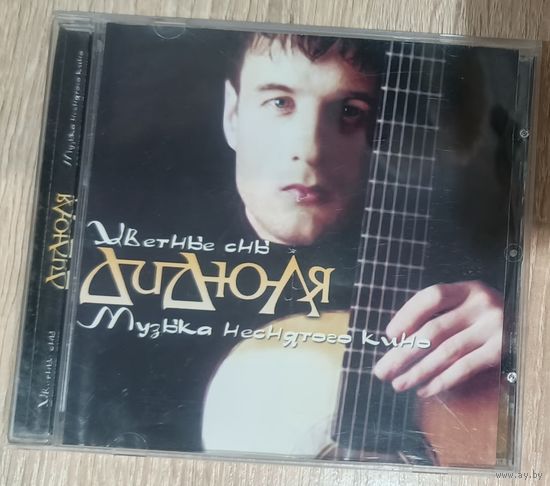 Цветные сны
ДиДюЛя
Музыка неснятого кино
Музыка неснятого кино
ДиДюЛя
Цветные сны
www.ay.by